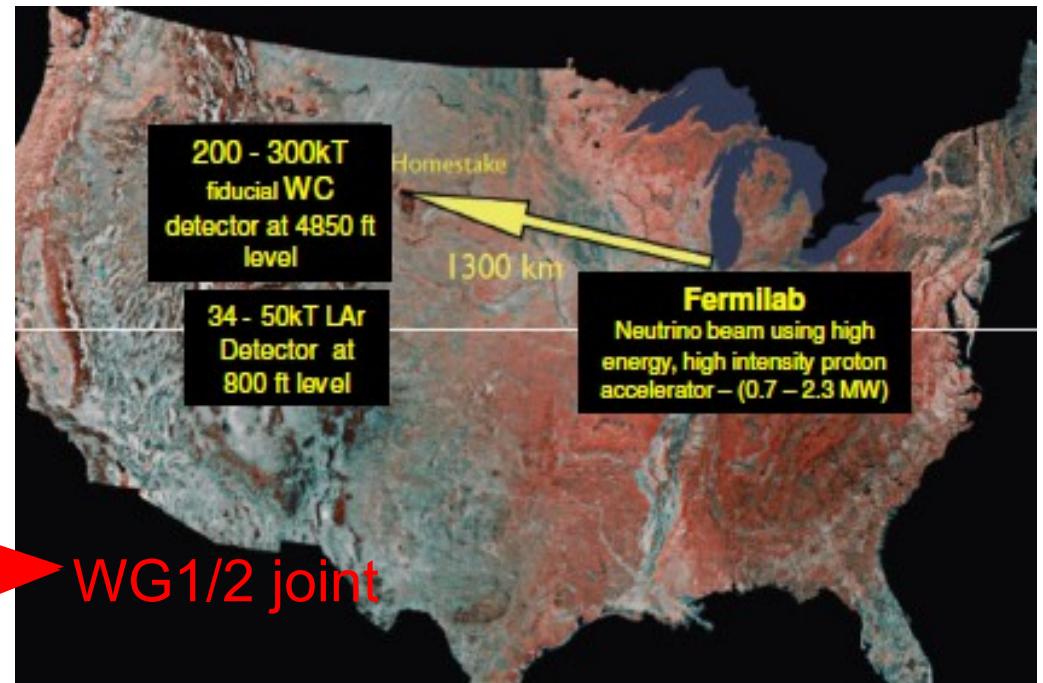 200 - 300kT
fiducial WC
detector at 4850 ft
level
Homestake
1300 km
34 - 50kT LAr
Detector at
800 ft level
Fermilab
Neutrino beam using high
energy, high intensity proton
accelerator – (0.7 – 2.3 MW)
WG1/2 joint